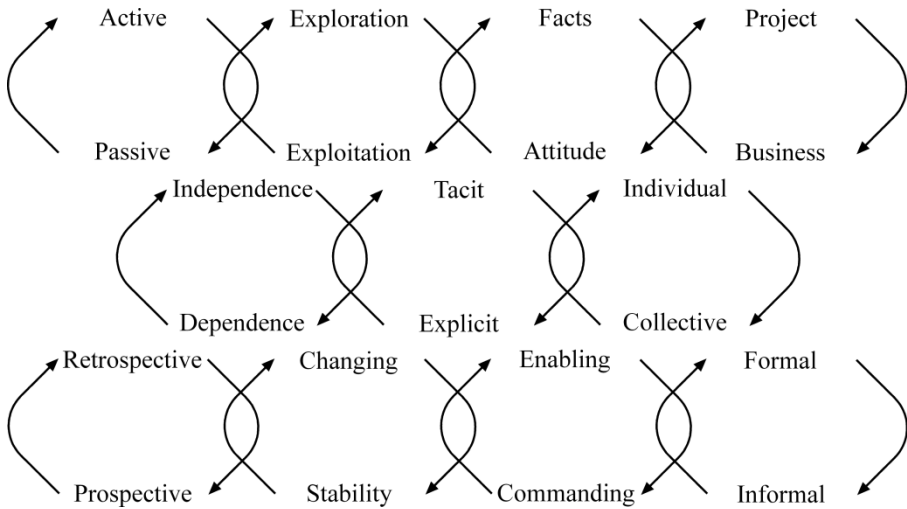 Active Exploration Facts Project
Passive Exploitation Attitude Business
Independence Tacit Individual
Dependence Explicit Collective
Retrospective Changing Enabling Formal
Prospective Stability Commanding Informal